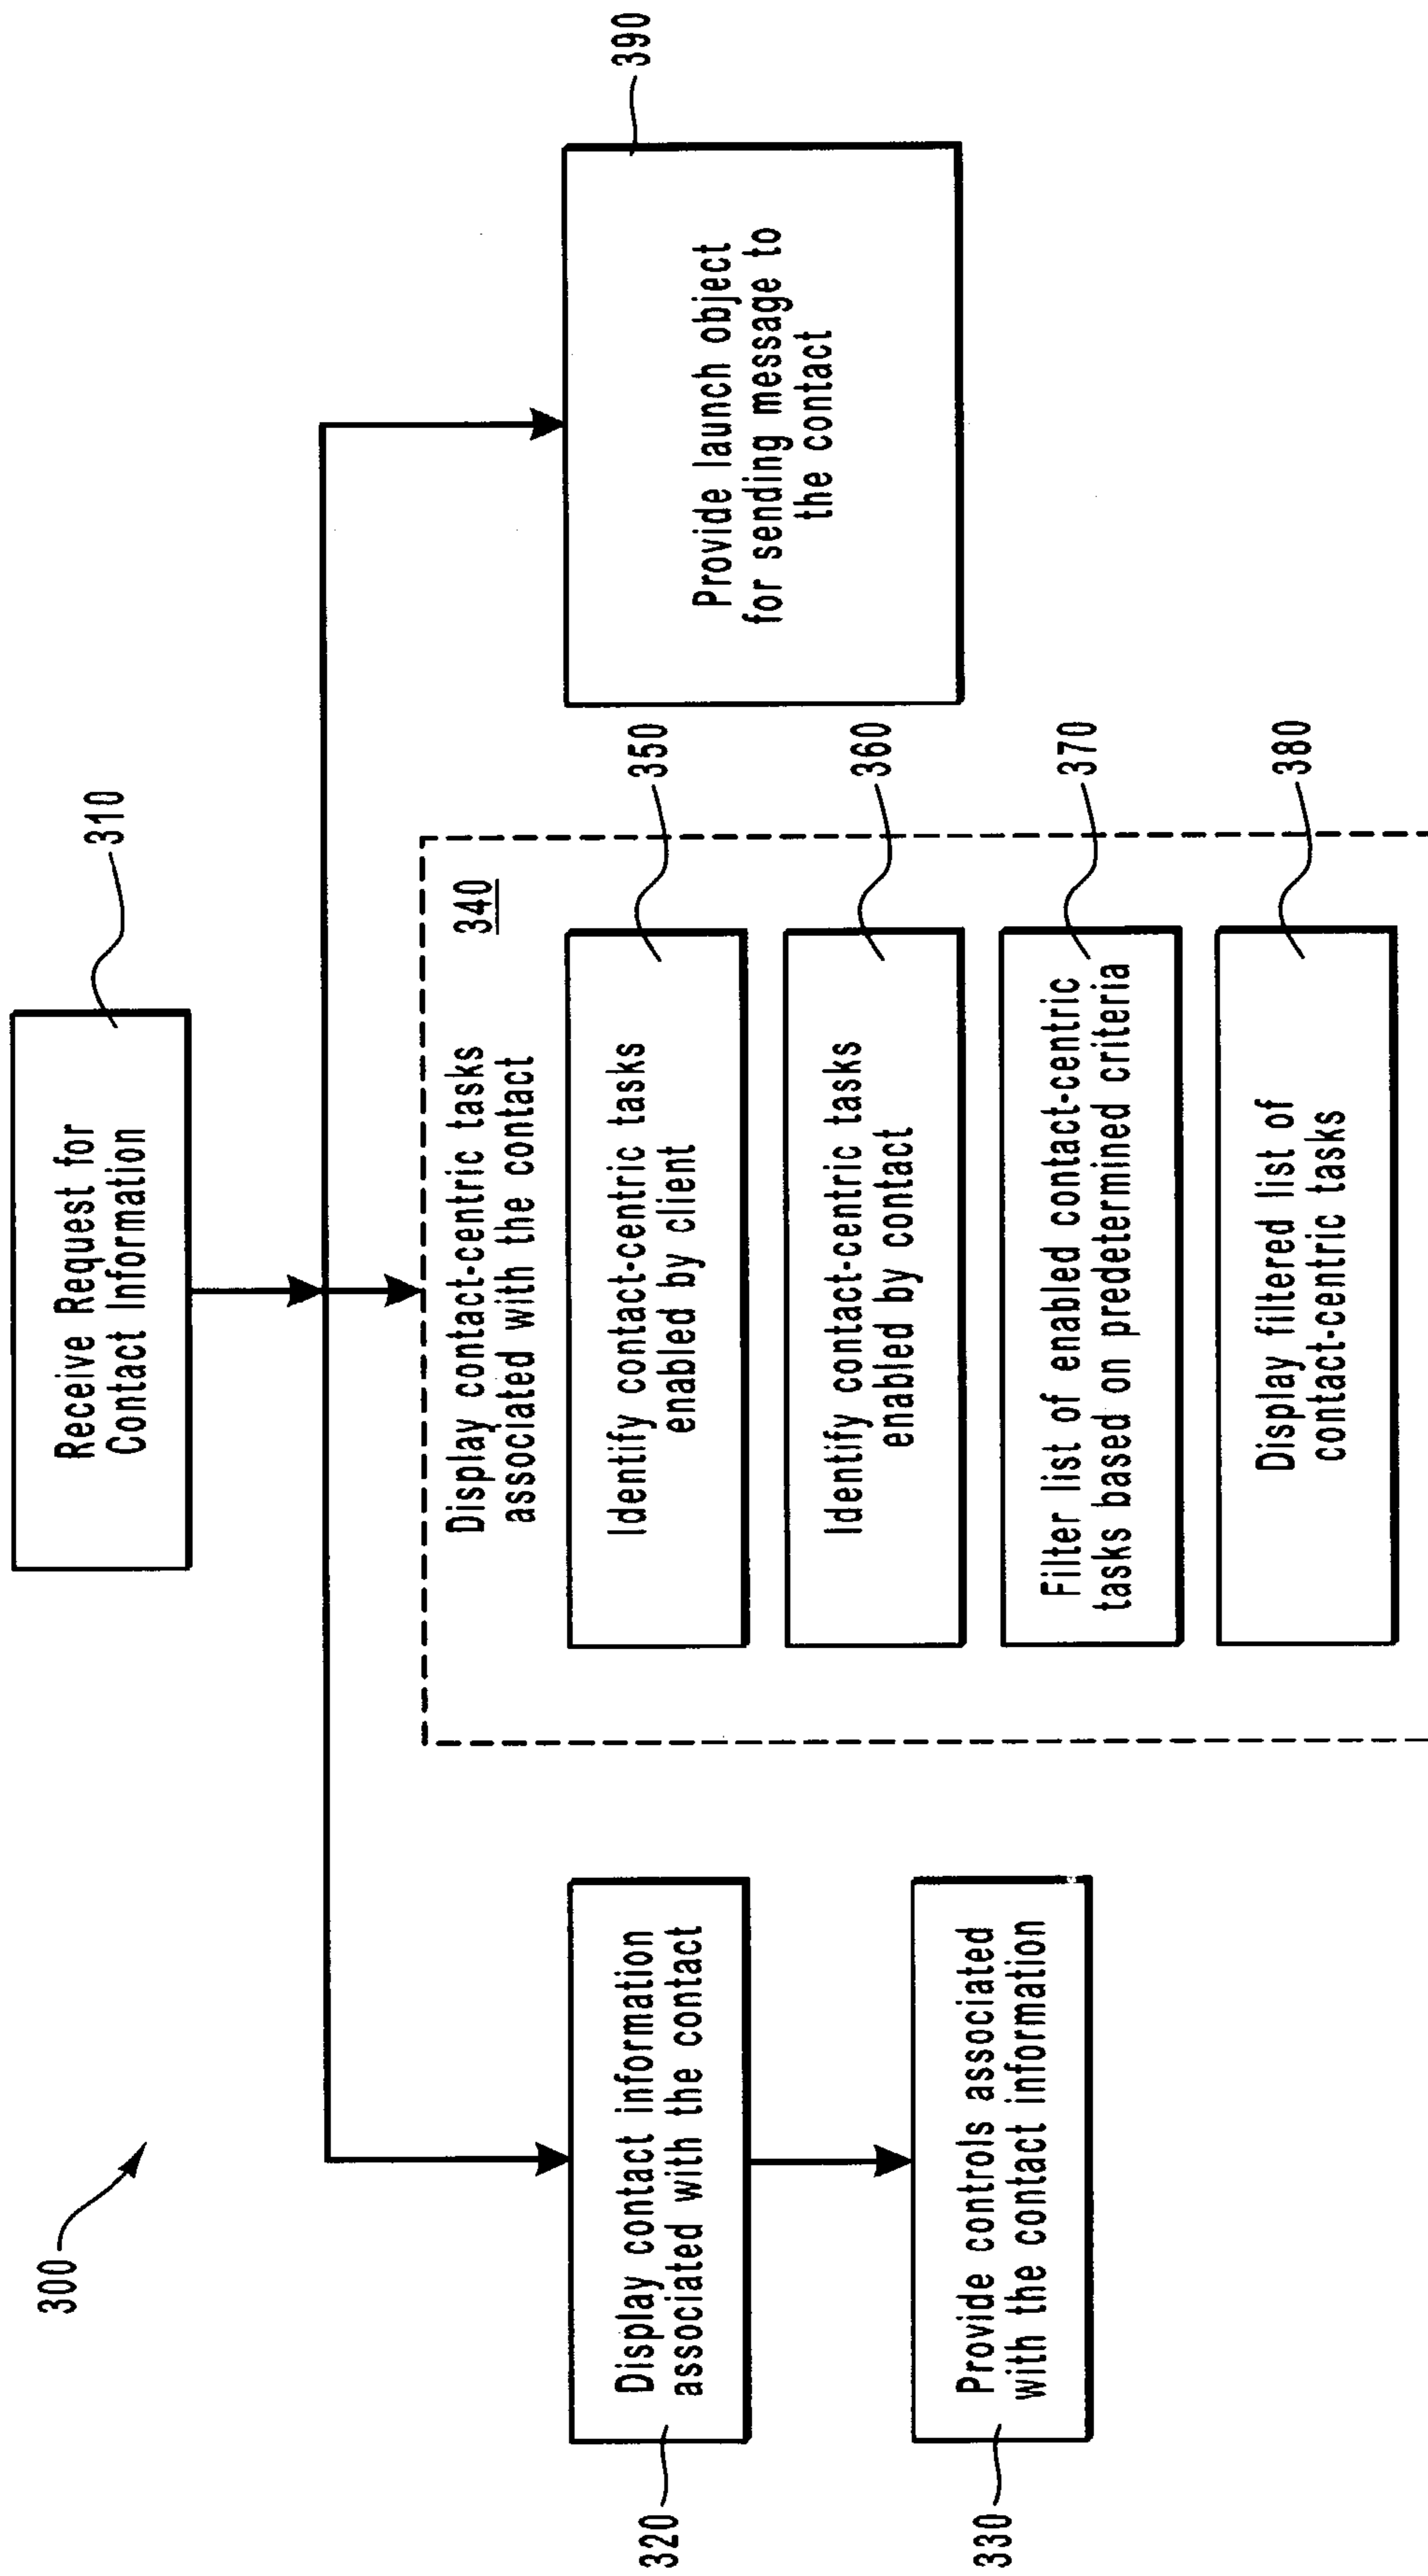 300
Receive Request for
Contact Information
310
Display contact information
associated with the contact
320
Provide controls associated
with the contact information
330
Display contact-centric tasks
associated with the contact
340
Identify contact-centric tasks
enabled by client
350
Identify contact-centric tasks
enabled by contact
360
Filter list of enabled contact-centric
tasks based on predetermined criteria
370
Display filtered list of
contact-centric tasks
380
Provide launch object
for sending message to
the contact
390